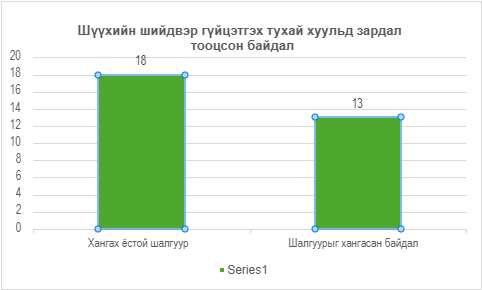 Шүүхийн шийдвэр гүйцэтгэх тухай хуульд зардал
тооцсон байдал
20
18
16
14
12
10
8
6
4
2
0
18
13
Хангах ёстой шалгуур
Шалгуурыг хангасан байдал
Series1